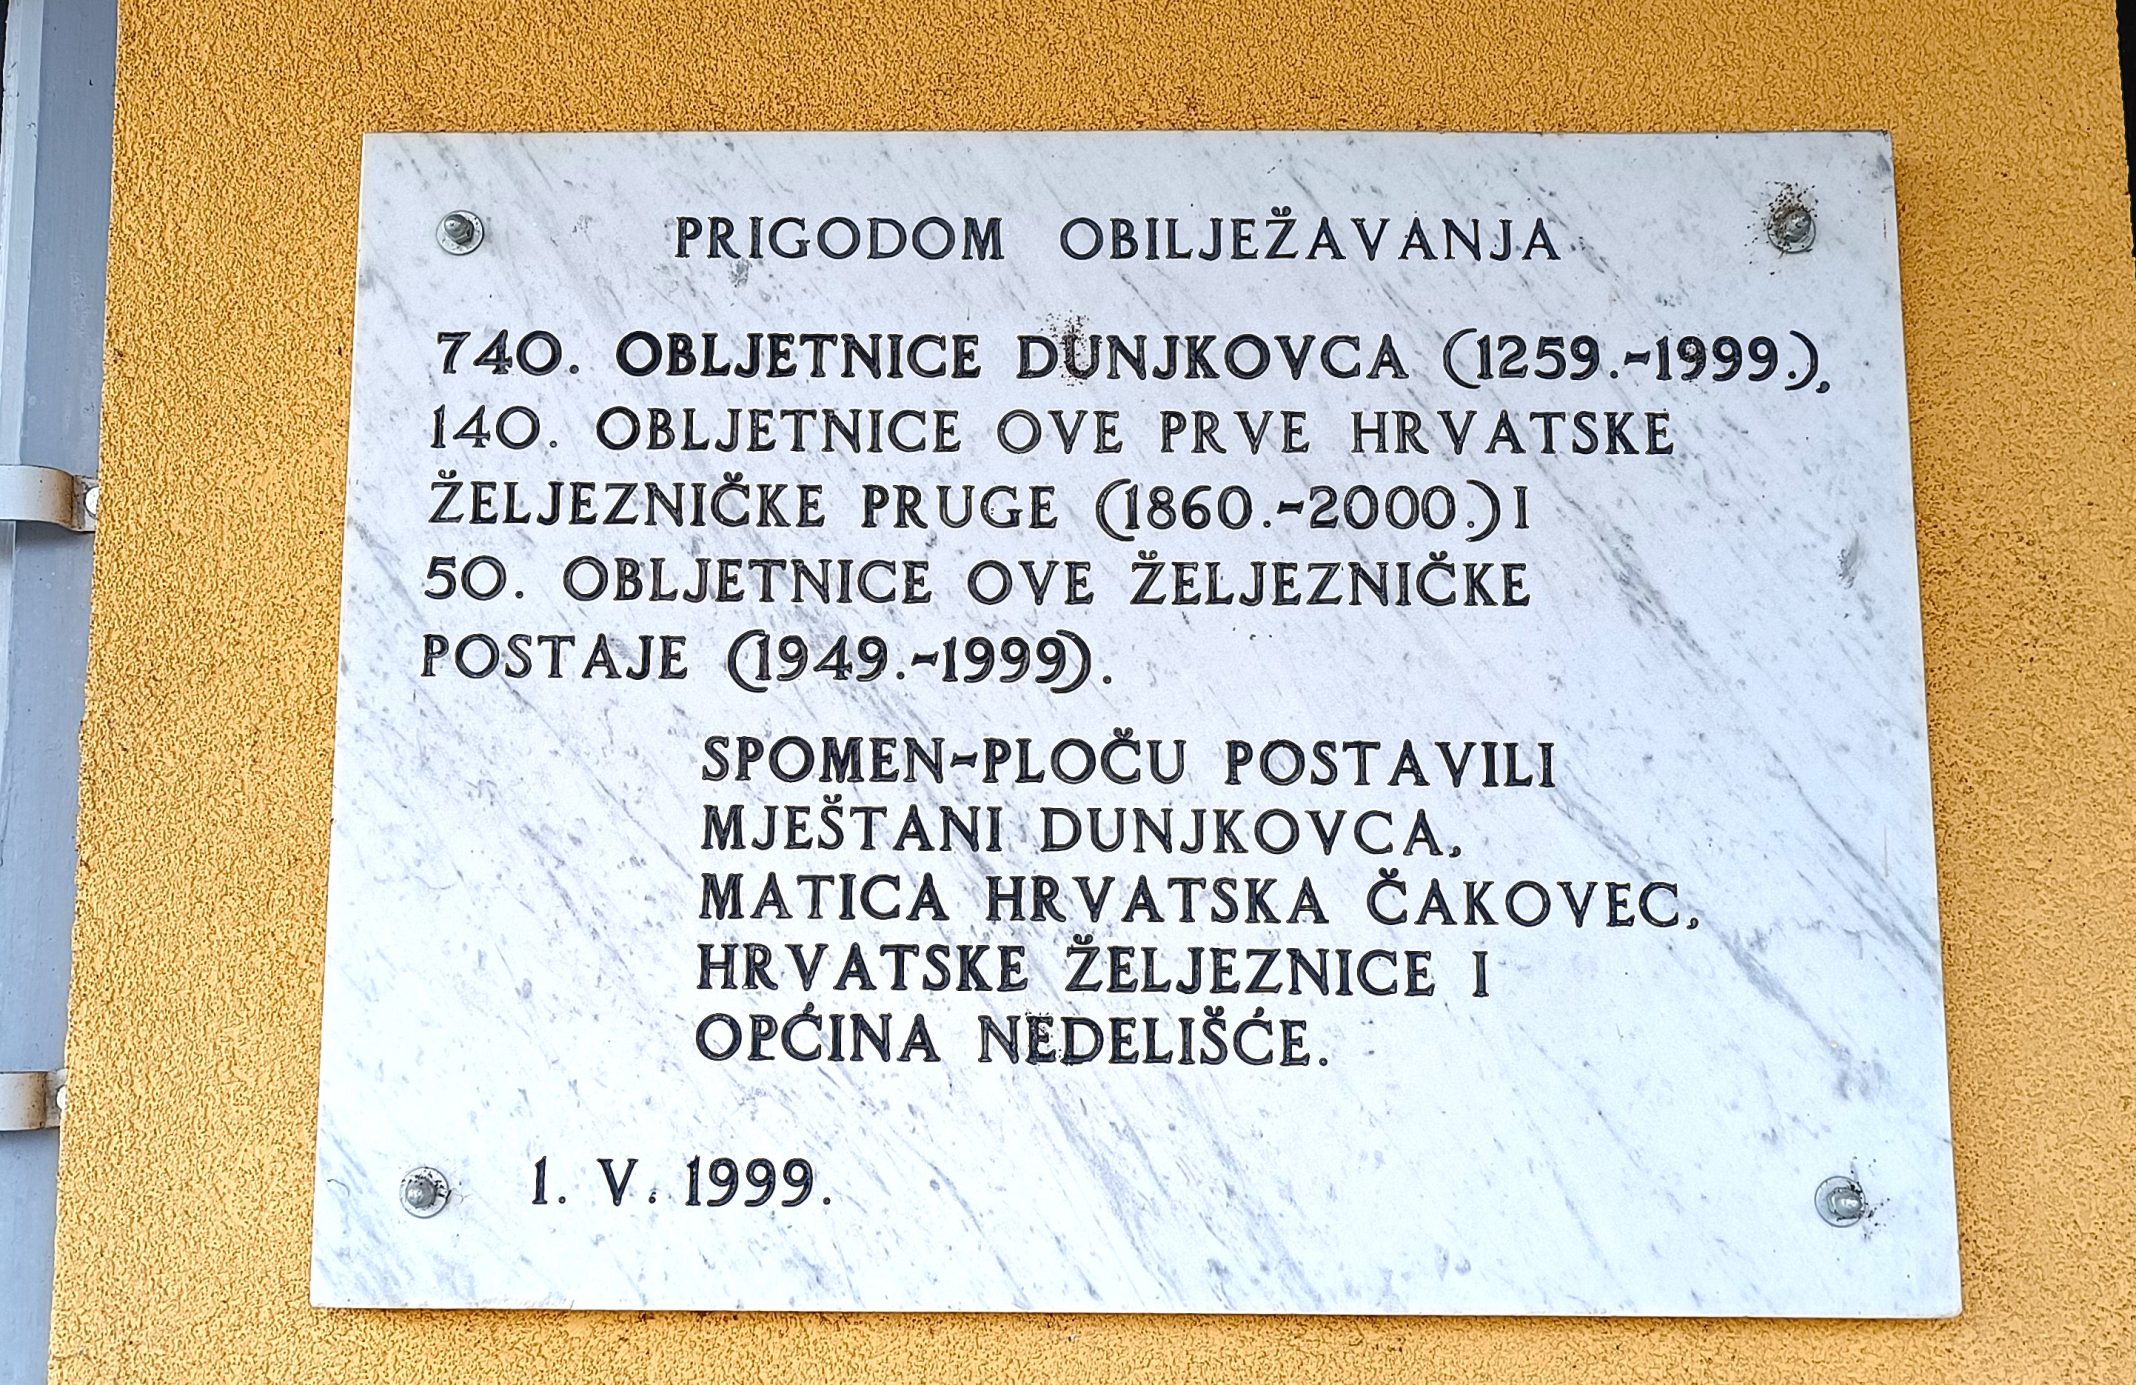 PRIGODOM OBILJEŽAVANJA
740. OBLJETNICE DUNJKOVCA (1259.-1999.),
140. OBLJETNICE OVE PRVE HRVATSKE
ŽELJEZNIČKE PRUGE (1860.-2000.) I
50. OBLJETNICE OVE ŽELJEZNIČKE
POSTAJE (1949.-1999).
SPOMEN-PLOČU POSTAVILI
MJEŠTANI DUNJKOVCA,
MATICA HRVATSKA ČAKOVEC,
HRVATSKE ŽELJEZNICE I
OPĆINA NEDELIŠĆE.
1. V. 1999.